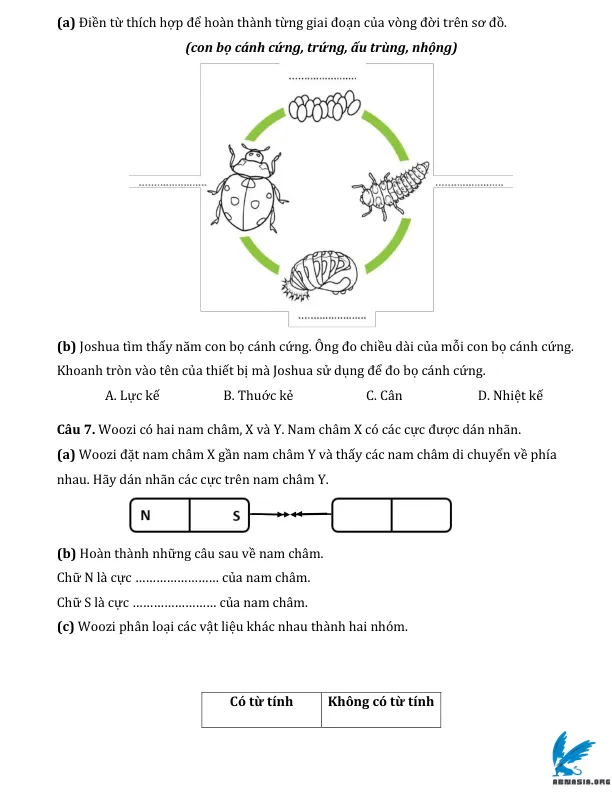 (a) Điền từ thích hợp để hoàn thành từng giai đoạn của vòng đời trên sơ đồ.
(con bọ cánh cứng, trứng, ấu trùng, nhộng)
........................
........................ ........................
........................
(b) Joshua tìm thấy năm con bọ cánh cứng. Ông đo chiều dài của mỗi con bọ cánh cứng.
Khoanh tròn vào tên của thiết bị mà Joshua sử dụng để đo bọ cánh cứng.
A. Lực kế B. Thước kẻ C. Cân D. Nhiệt kế
Câu 7. Woozi có hai nam châm, X và Y. Nam châm X có các cực được dán nhãn.
(a) Woozi đặt nam châm X gần nam châm Y và thấy các nam châm di chuyển về phía
nhau. Hãy dán nhãn các cực trên nam châm Y.
N S
(b) Hoàn thành những câu sau về nam châm.
Chữ N là cực ........................ của nam châm.
Chữ S là cực ........................ của nam châm.
(c) Woozi phân loại các vật liệu khác nhau thành hai nhóm.
Có từ tính Không có từ tính
ABNASIA.ORG